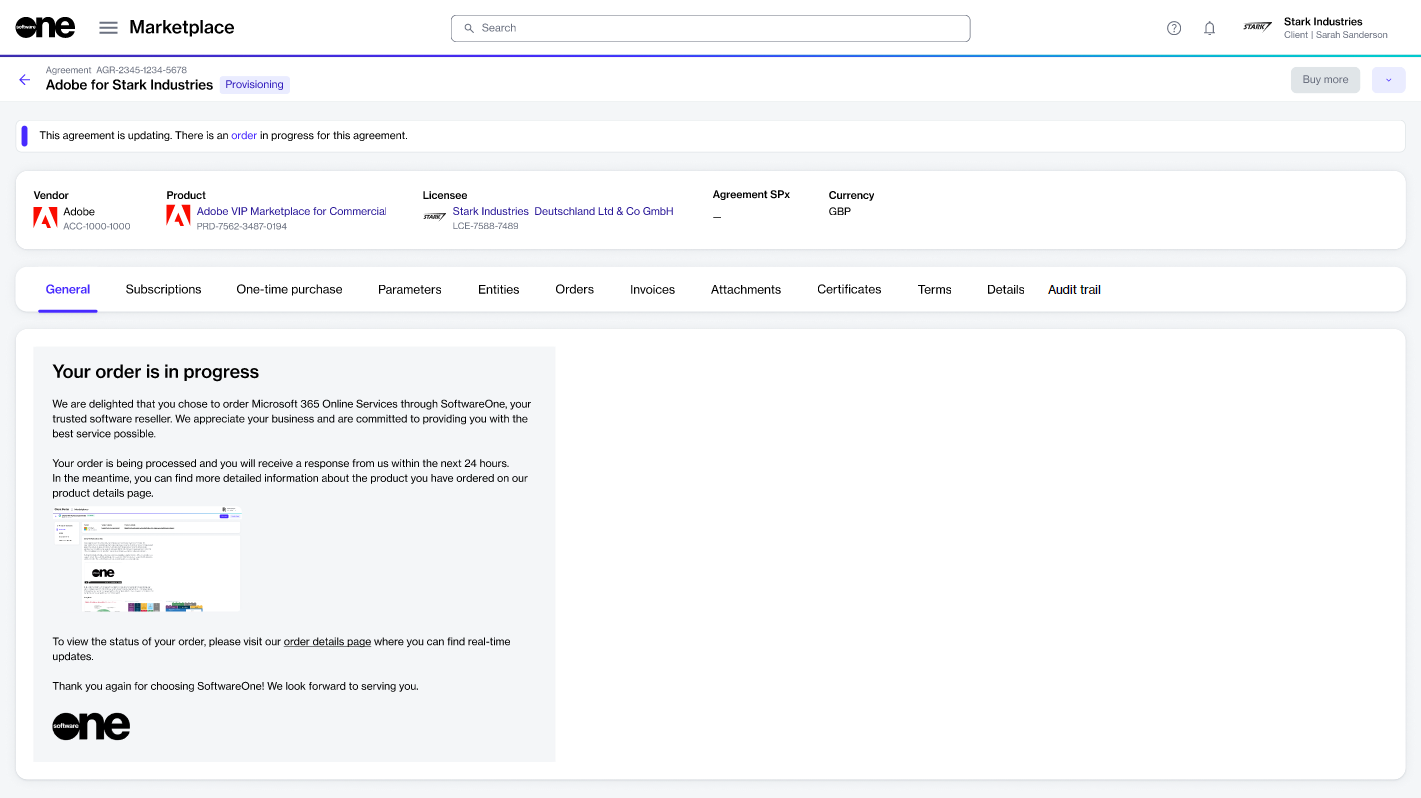 software one
Marketplace
Search
STARK
Stark Industries
Client | Sarah Sanderson
Agreement AGR-2345-1234-5678
Adobe for Stark Industries
Provisioning
Buy more
This agreement is updating. There is an order in progress for this agreement.
Vendor
Adobe
ACC-1000-1000
Product
Adobe VIP Marketplace for Commercial
PRD-7562-3487-0194
Licensee
STARK
Stark Industries Deutschland Ltd & Co GmbH
LCE-7588-7489
Agreement SPx
—
Currency
GBP
General
Subscriptions
One-time purchase
Parameters
Entities
Orders
Invoices
Attachments
Certificates
Terms
Details
Audit trail
Your order is in progress
We are delighted that you chose to order Microsoft 365 Online Services through SoftwareOne, your
trusted software reseller. We appreciate your business and are committed to providing you with the
best service possible.
Your order is being processed and you will receive a response from us within the next 24 hours.
In the meantime, you can find more detailed information about the product you have ordered on our
product details page.
one
To view the status of your order, please visit our order details page where you can find real-time
updates.
Thank you again for choosing SoftwareOne! We look forward to serving you.
software one